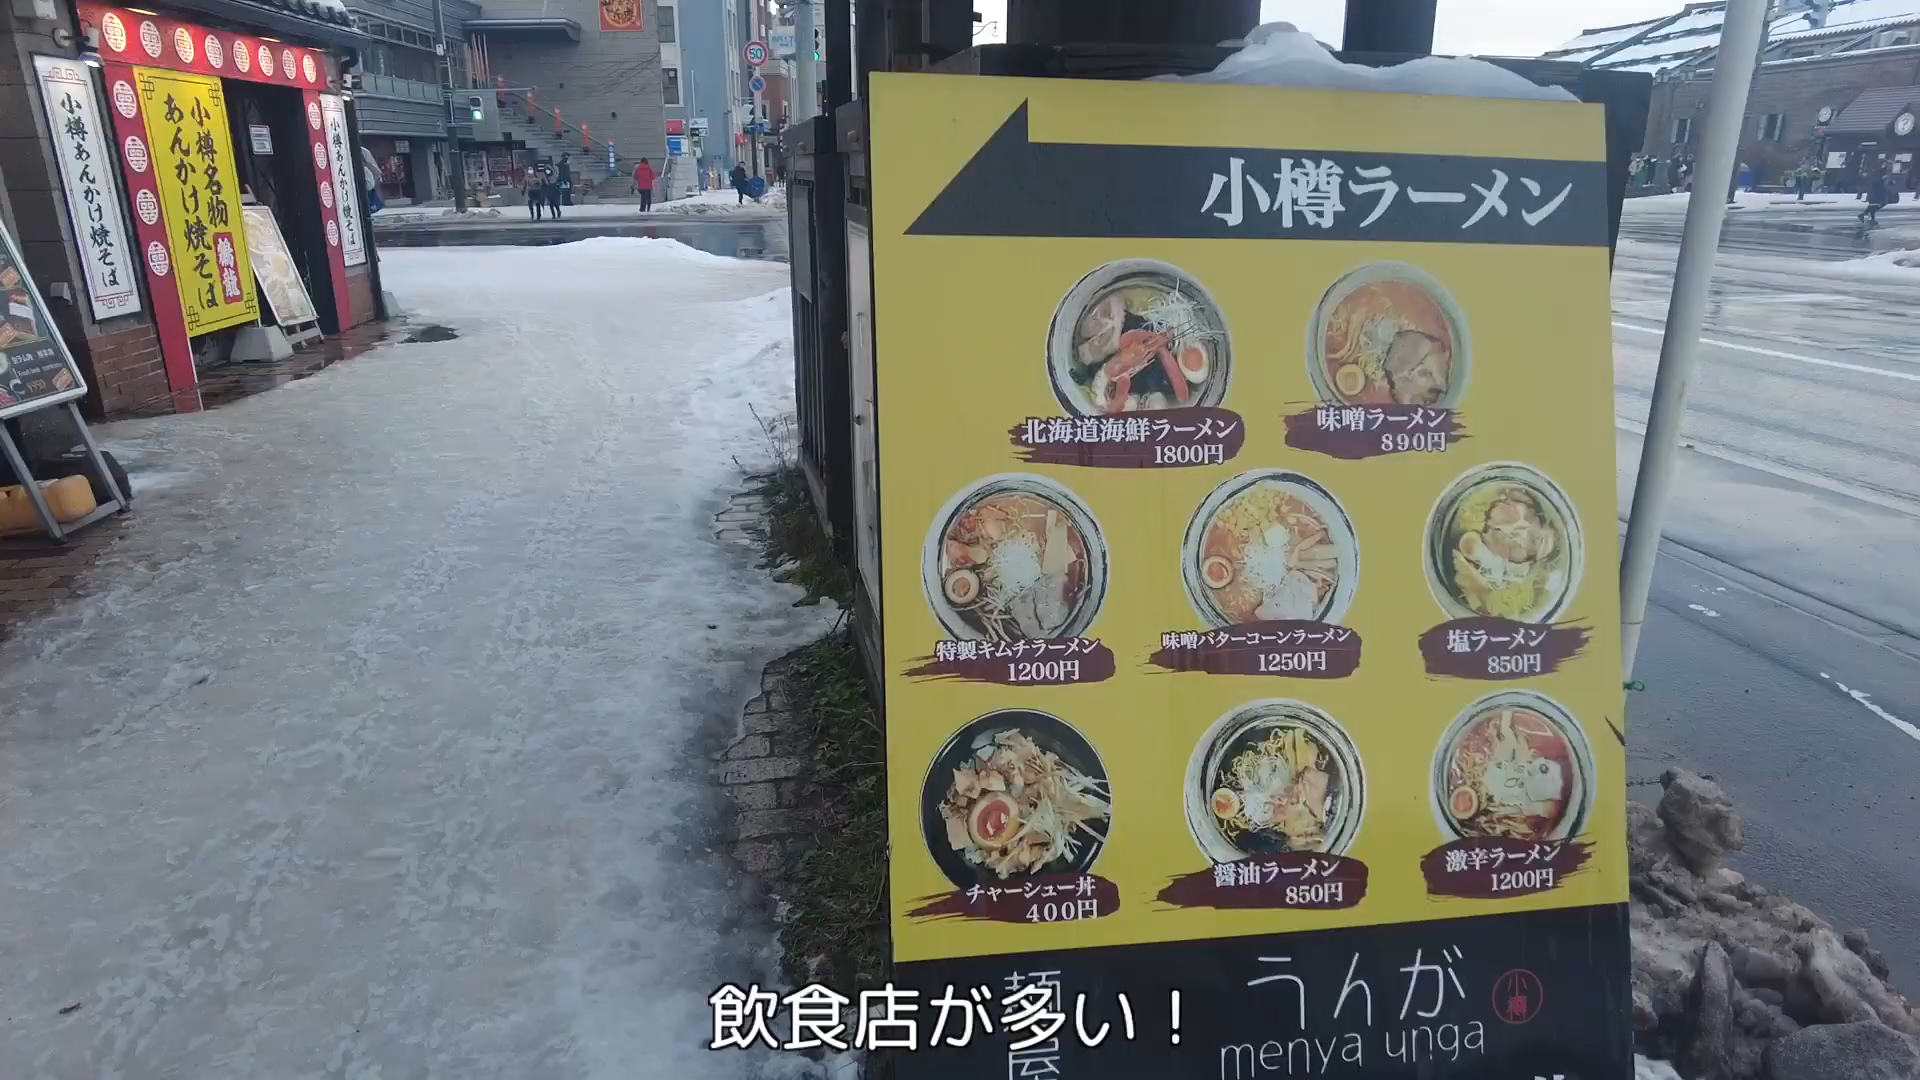 小樽あんかけ焼そば
小樽名物
あんかけ焼そば
鶴龍
小樽あんかけ焼そば
50
小樽ラーメン
北海道海鮮ラーメン
1800円
味噌ラーメン
890円
特製キムチラーメン
1200円
味噌バターコーンラーメン
1250円
塩ラーメン
850円
チャーシュー丼
400円
醤油ラーメン
850円
激辛ラーメン
1200円
麺屋
うんが
小樽
menya unga
飲食店が多い！